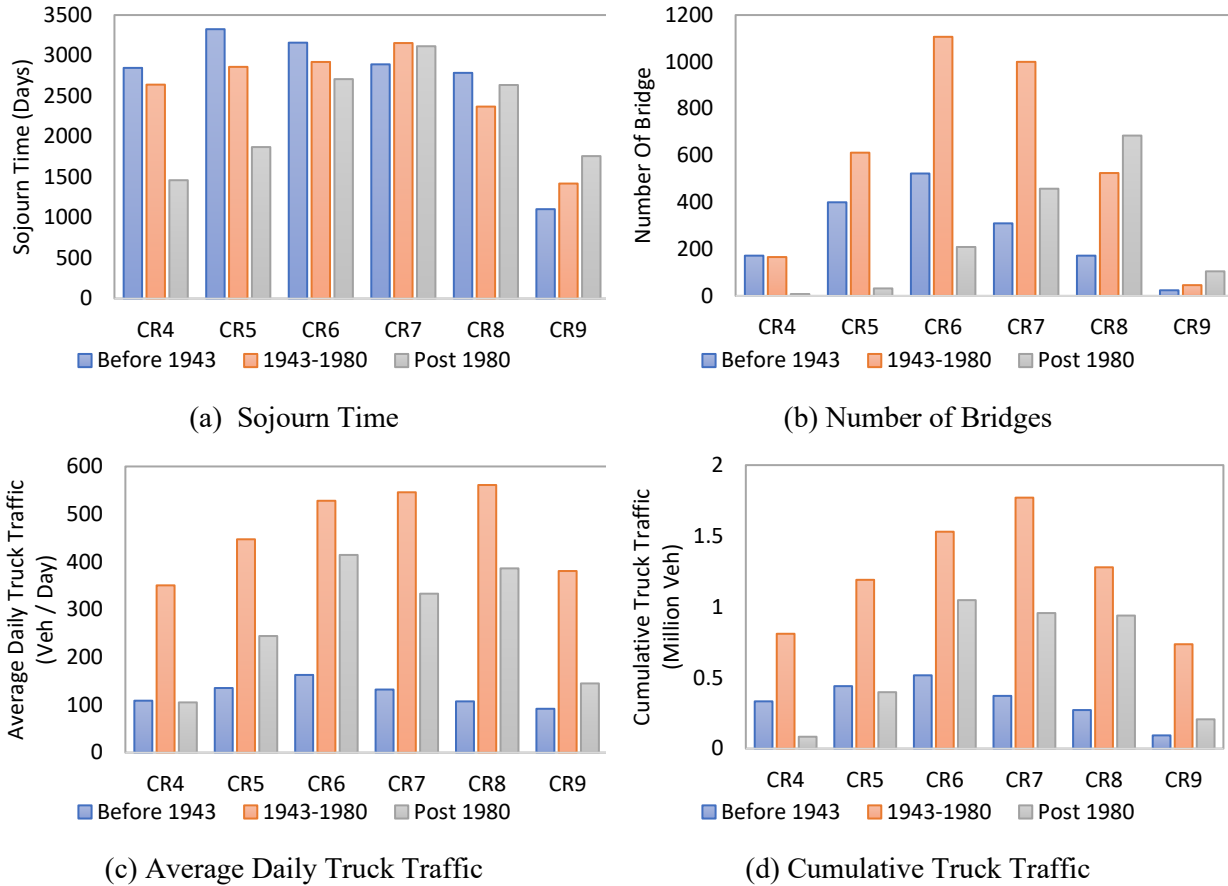 Sojourn Time (Days)
3500
3000
2500
2000
1500
1000
500
0
CR4 CR5 CR6 CR7 CR8 CR9
Before 1943 1943-1980 Post 1980
(a) Sojourn Time
Number Of Bridge
1200
1000
800
600
400
200
0
CR4 CR5 CR6 CR7 CR8 CR9
Before 1943 1943-1980 Post 1980
(b) Number of Bridges
Average Daily Truck Traffic
(Veh / Day)
600
500
400
300
200
100
0
CR4 CR5 CR6 CR7 CR8 CR9
Before 1943 1943-1980 Post 1980
(c) Average Daily Truck Traffic
Cumulative Truck Traffic
(Million Veh)
2
1.5
1
0.5
0
CR4 CR5 CR6 CR7 CR8 CR9
Before 1943 1943-1980 Post 1980
(d) Cumulative Truck Traffic